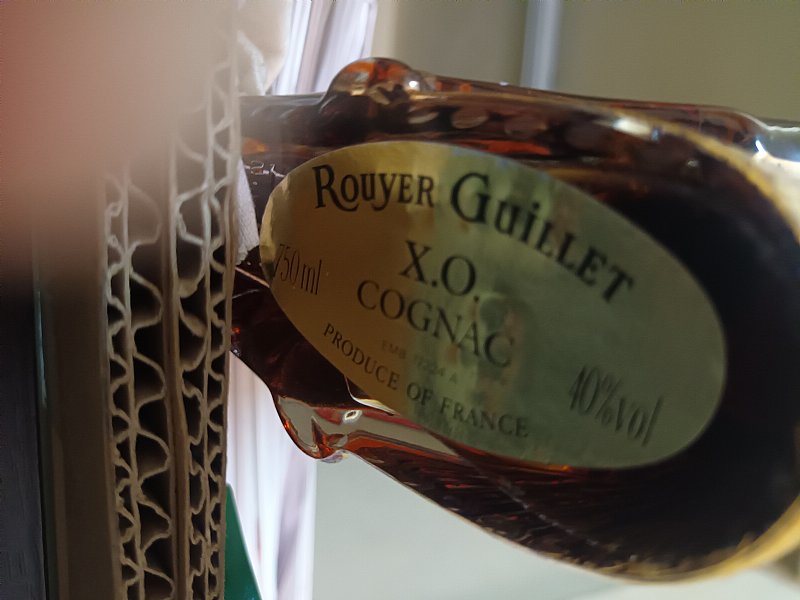 ROUYER GUILLET
X.O.
750ml
COGNAC
40%vol
PRODUCE OF FRANCE